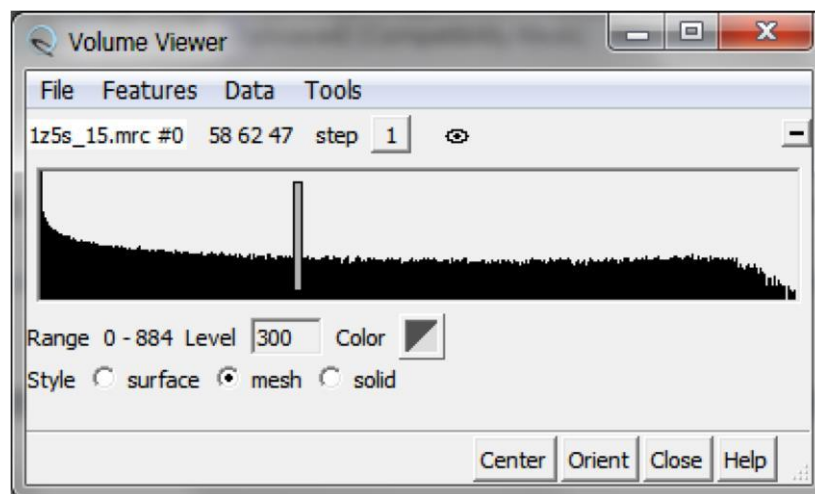 Volume Viewer
File Features Data Tools
1z5s_15.mrc #0 58 62 47 step 1
Range 0 - 884 Level 300 Color
Style surface mesh solid
Center Orient Close Help